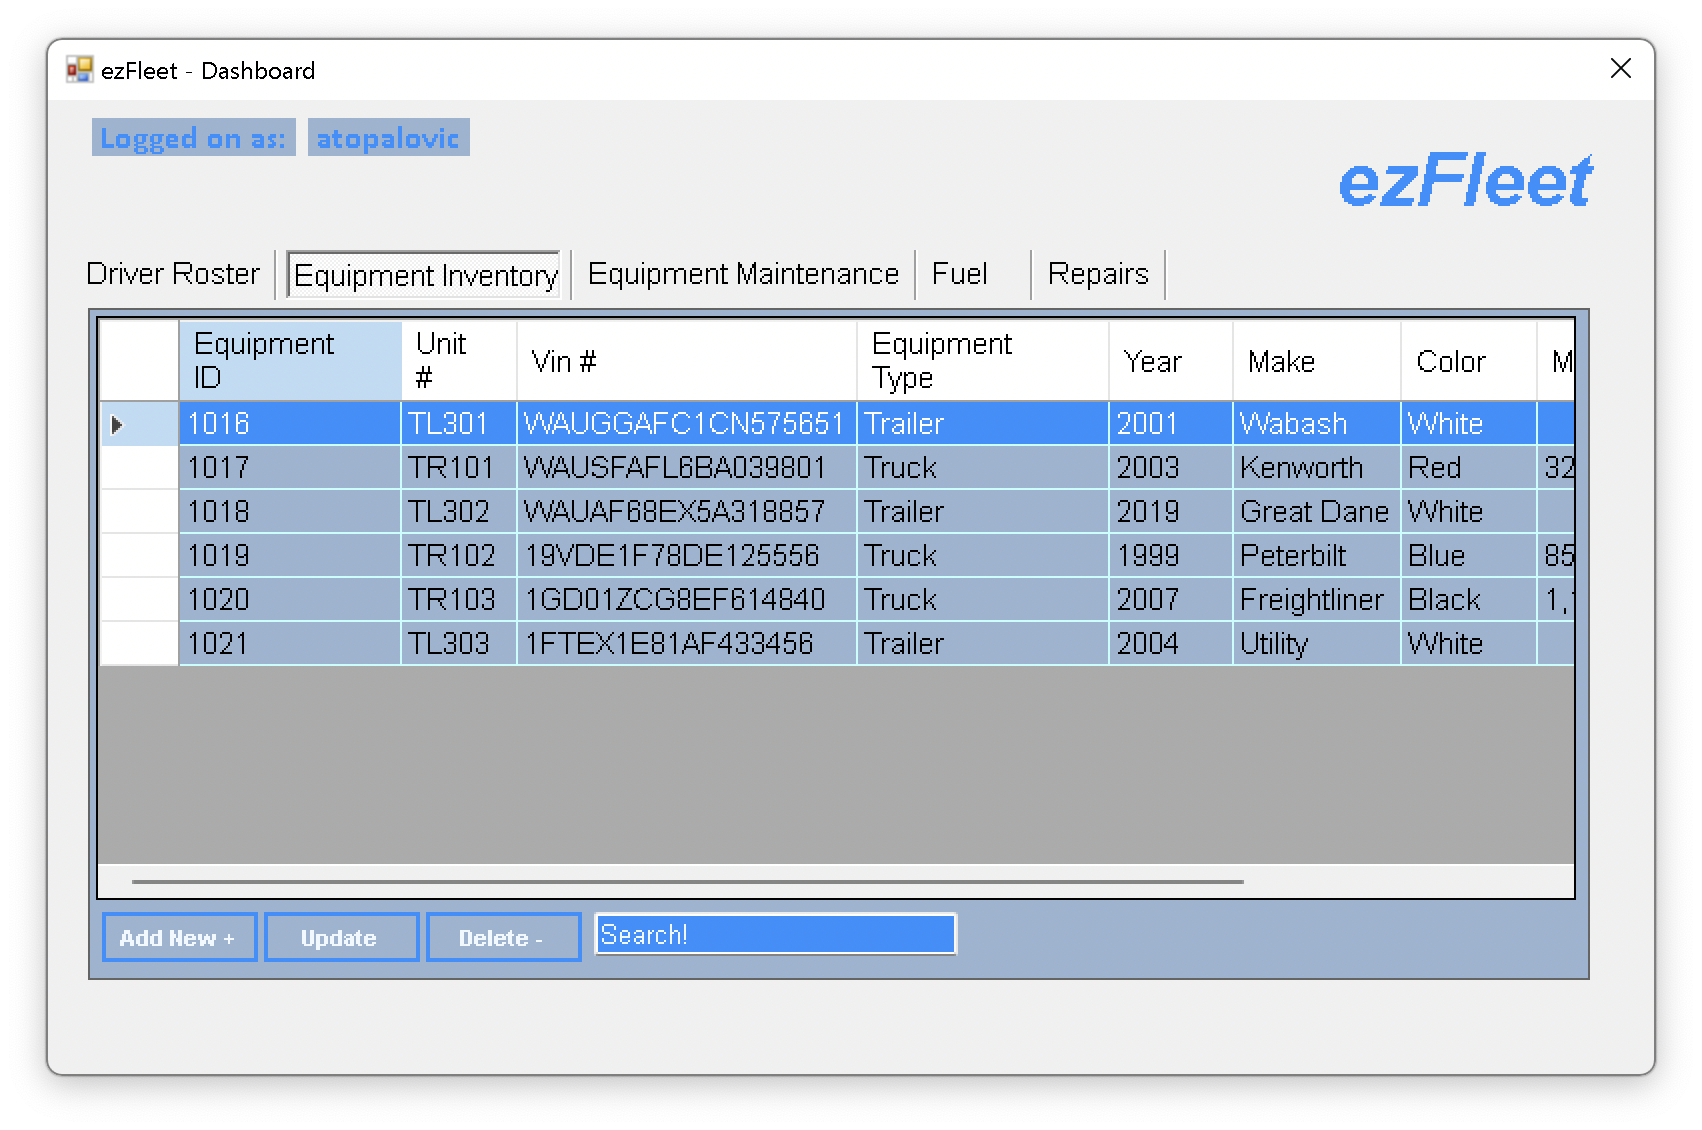 ezFleet - Dashboard
Logged on as: atopalovic
ezFleet
Driver Roster Equipment Inventory Equipment Maintenance Fuel Repairs
Equipment ID Unit # Vin # Equipment Type Year Make Color M
1016 TL301 WAUGGAFC1CN575651 Trailer 2001 Wabash White
1017 TR101 WAUSFAFL6BA039801 Truck 2003 Kenworth Red 32
1018 TL302 WAUAF68EX5A318857 Trailer 2019 Great Dane White
1019 TR102 19VDE1F78DE125556 Truck 1999 Peterbilt Blue 85
1020 TR103 1GD01ZCG8EF614840 Truck 2007 Freightliner Black 1,
1021 TL303 1FTEX1E81AF433456 Trailer 2004 Utility White
Add New + Update Delete - Search!